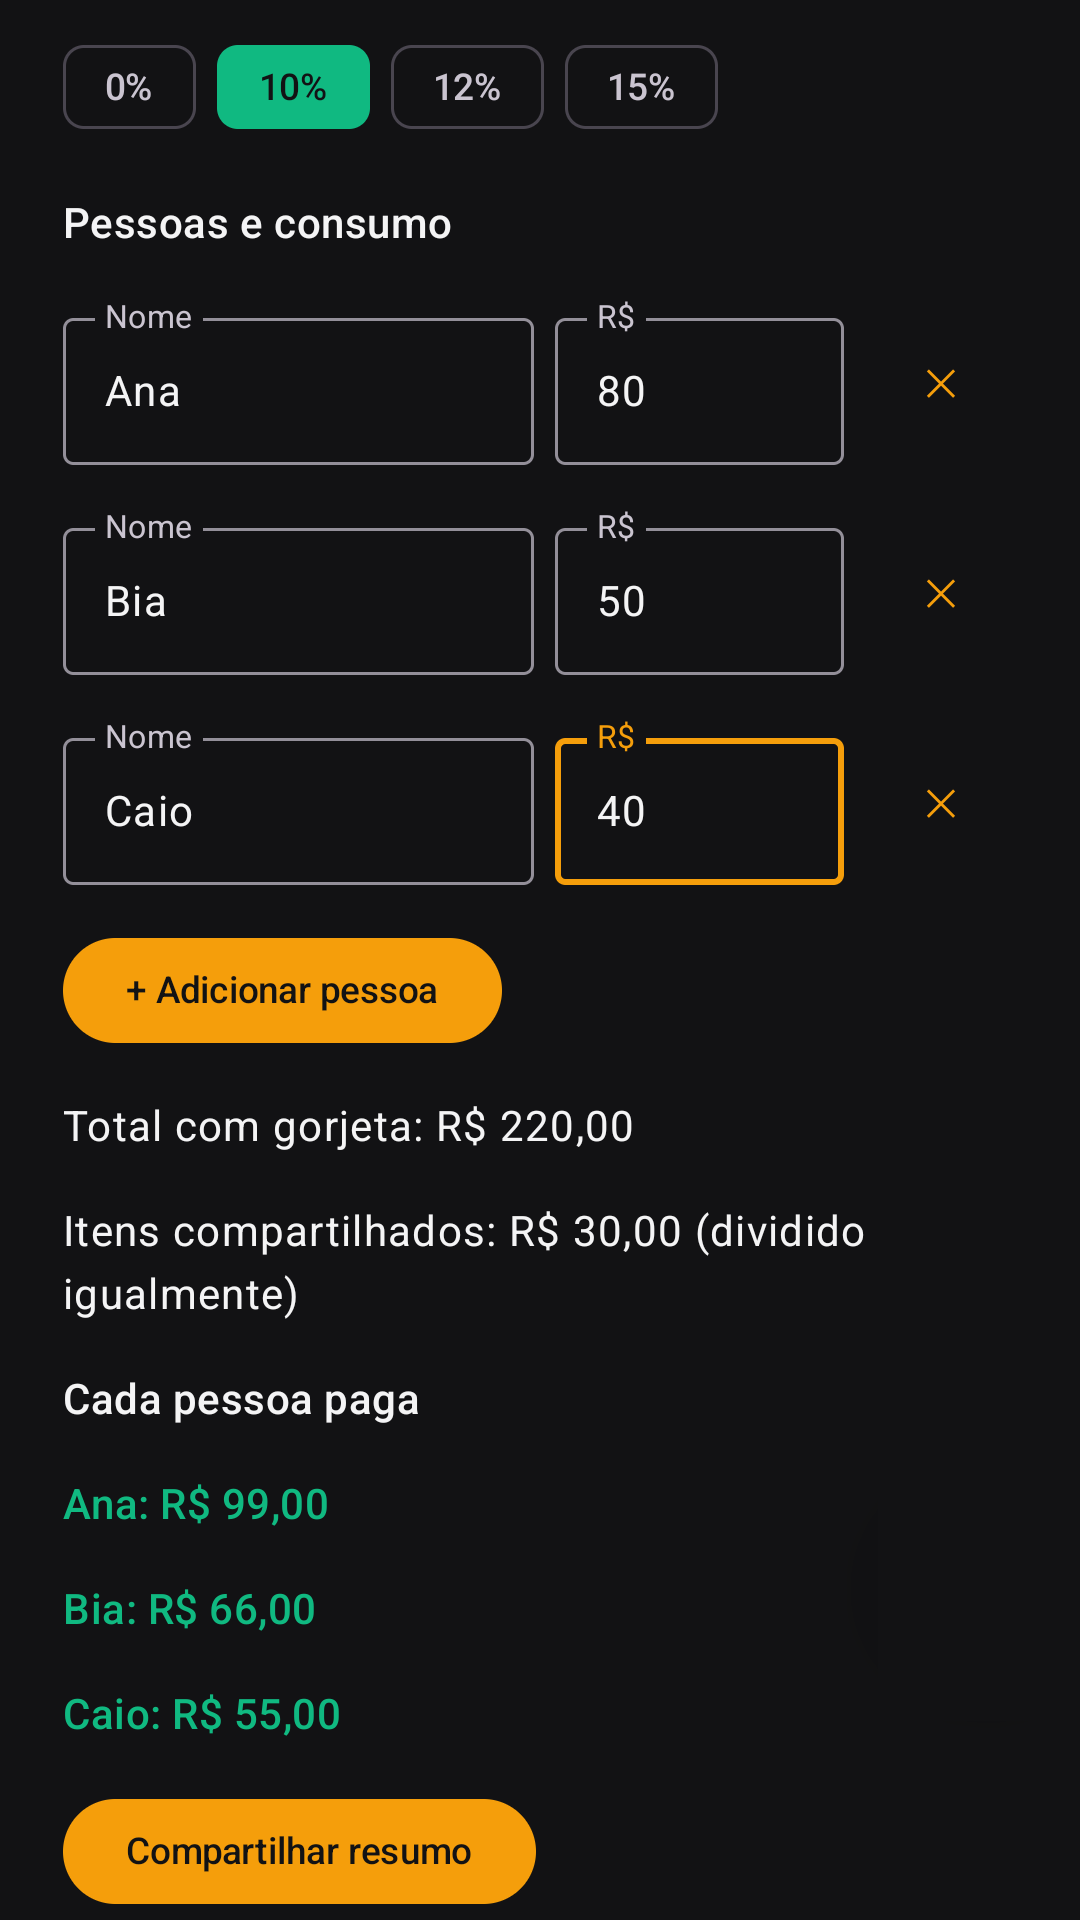 0% 10% 12% 15%
Pessoas e consumo
Nome R$
Ana 80
Nome R$
Bia 50
Nome R$
Caio 40
+ Adicionar pessoa
Total com gorjeta: R$ 220,00
Itens compartilhados: R$ 30,00 (dividido
igualmente)
Cada pessoa paga
Ana: R$ 99,00
Bia: R$ 66,00
Caio: R$ 55,00
Compartilhar resumo